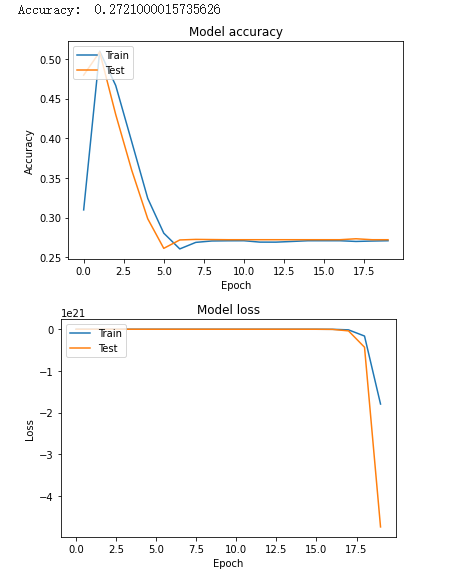 Accuracy: 0.2721000015735626
Model accuracy
Train
Test
0.50
0.45
0.40
0.35
0.30
0.25
Accuracy
0.0 2.5 5.0 7.5 10.0 12.5 15.0 17.5
Epoch
Model loss
1e21
Train
Test
0
−1
−2
−3
−4
Loss
0.0 2.5 5.0 7.5 10.0 12.5 15.0 17.5
Epoch